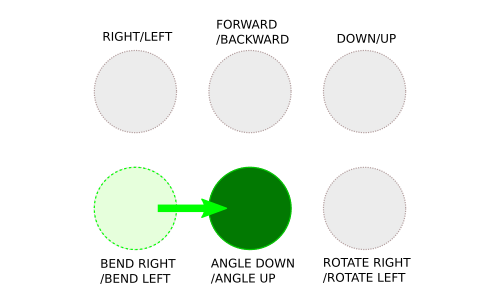 RIGHT/LEFT
FORWARD
/BACKWARD
DOWN/UP
BEND RIGHT
/BEND LEFT
ANGLE DOWN
/ANGLE UP
ROTATE RIGHT
/ROTATE LEFT